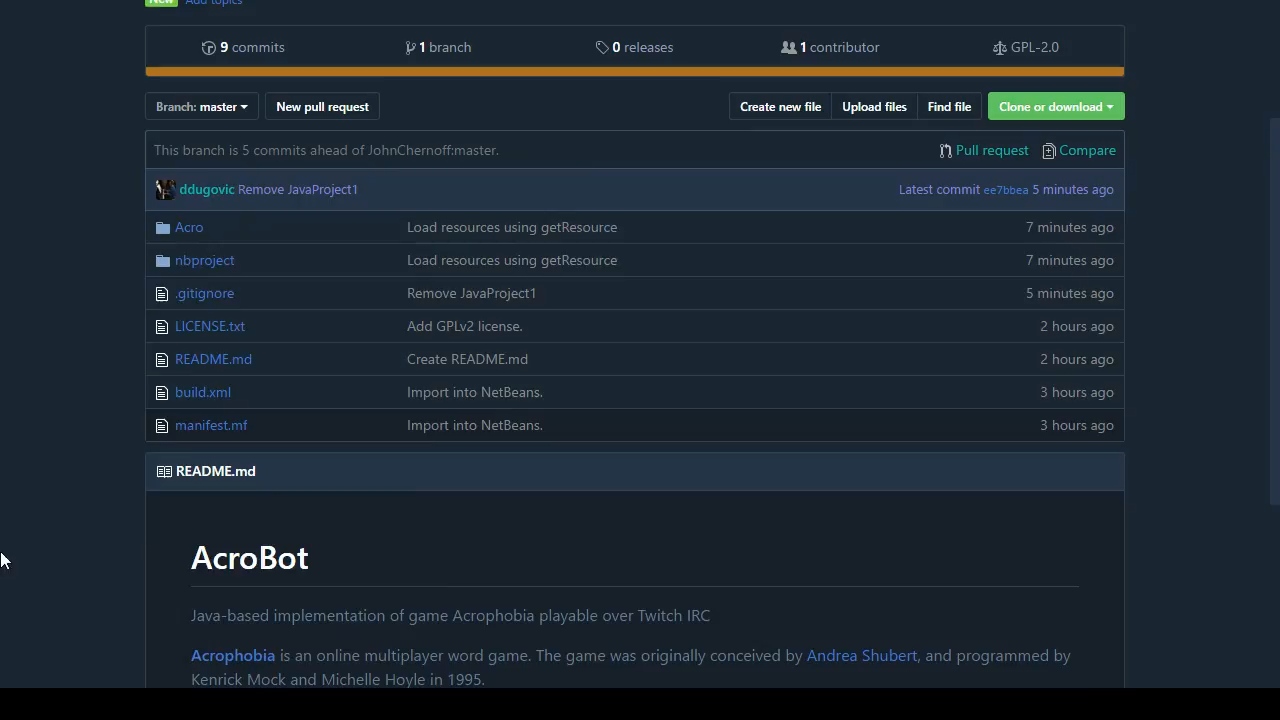 New Add topics
9 commits 1 branch 0 releases 1 contributor GPL-2.0
Branch: master New pull request Create new file Upload files Find file Clone or download
This branch is 5 commits ahead of JohnChernoff:master. Pull request Compare
ddugovic Remove JavaProject1 Latest commit ee7bbea 5 minutes ago
Acro Load resources using getResource 7 minutes ago
nbproject Load resources using getResource 7 minutes ago
.gitignore Remove JavaProject1 5 minutes ago
LICENSE.txt Add GPLv2 license. 2 hours ago
README.md Create README.md 2 hours ago
build.xml Import into NetBeans. 3 hours ago
manifest.mf Import into NetBeans. 3 hours ago
README.md
AcroBot
Java-based implementation of game Acrophobia playable over Twitch IRC
Acrophobia is an online multiplayer word game. The game was originally conceived by Andrea Shubert, and programmed by
Kenrick Mock and Michelle Hoyle in 1995.